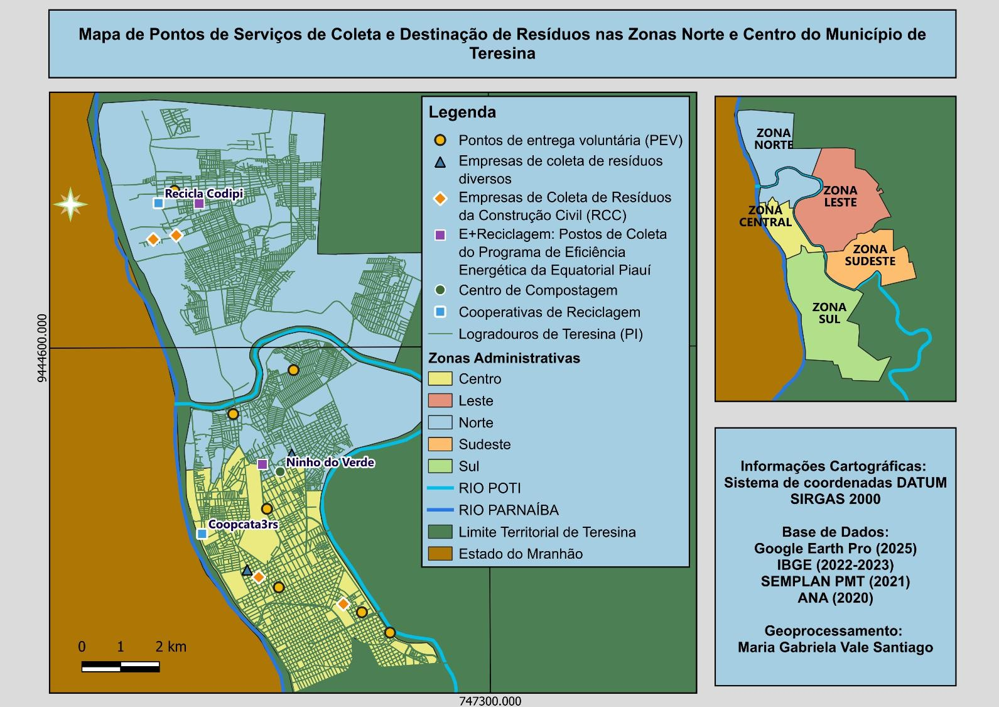 Mapa de Pontos de Serviços de Coleta e Destinação de Resíduos nas Zonas Norte e Centro do Município de
Teresina
Legenda
Pontos de entrega voluntária (PEV)
Empresas de coleta de resíduos
diversos
Empresas de Coleta de Resíduos
da Construção Civil (RCC)
E+Reciclagem: Postos de Coleta
do Programa de Eficiência
Energética da Equatorial Piauí
Centro de Compostagem
Cooperativas de Reciclagem
Logradouros de Teresina (PI)
Zonas Administrativas
Centro
Leste
Norte
Sudeste
Sul
RIO POTI
RIO PARNAÍBA
Limite Territorial de Teresina
Estado do Mranhão
Recicla Codipi
Ninho do Verde
Coopcata3rs
0 1 2 km
9444600.000
747300.000
ZONA
NORTE
ZONA
LESTE
ZONA
CENTRAL
ZONA
SUDESTE
ZONA
SUL
Informações Cartográficas:
Sistema de coordenadas DATUM
SIRGAS 2000
Base de Dados:
Google Earth Pro (2025)
IBGE (2022-2023)
SEMPLAN PMT (2021)
ANA (2020)
Geoprocessamento:
Maria Gabriela Vale Santiago